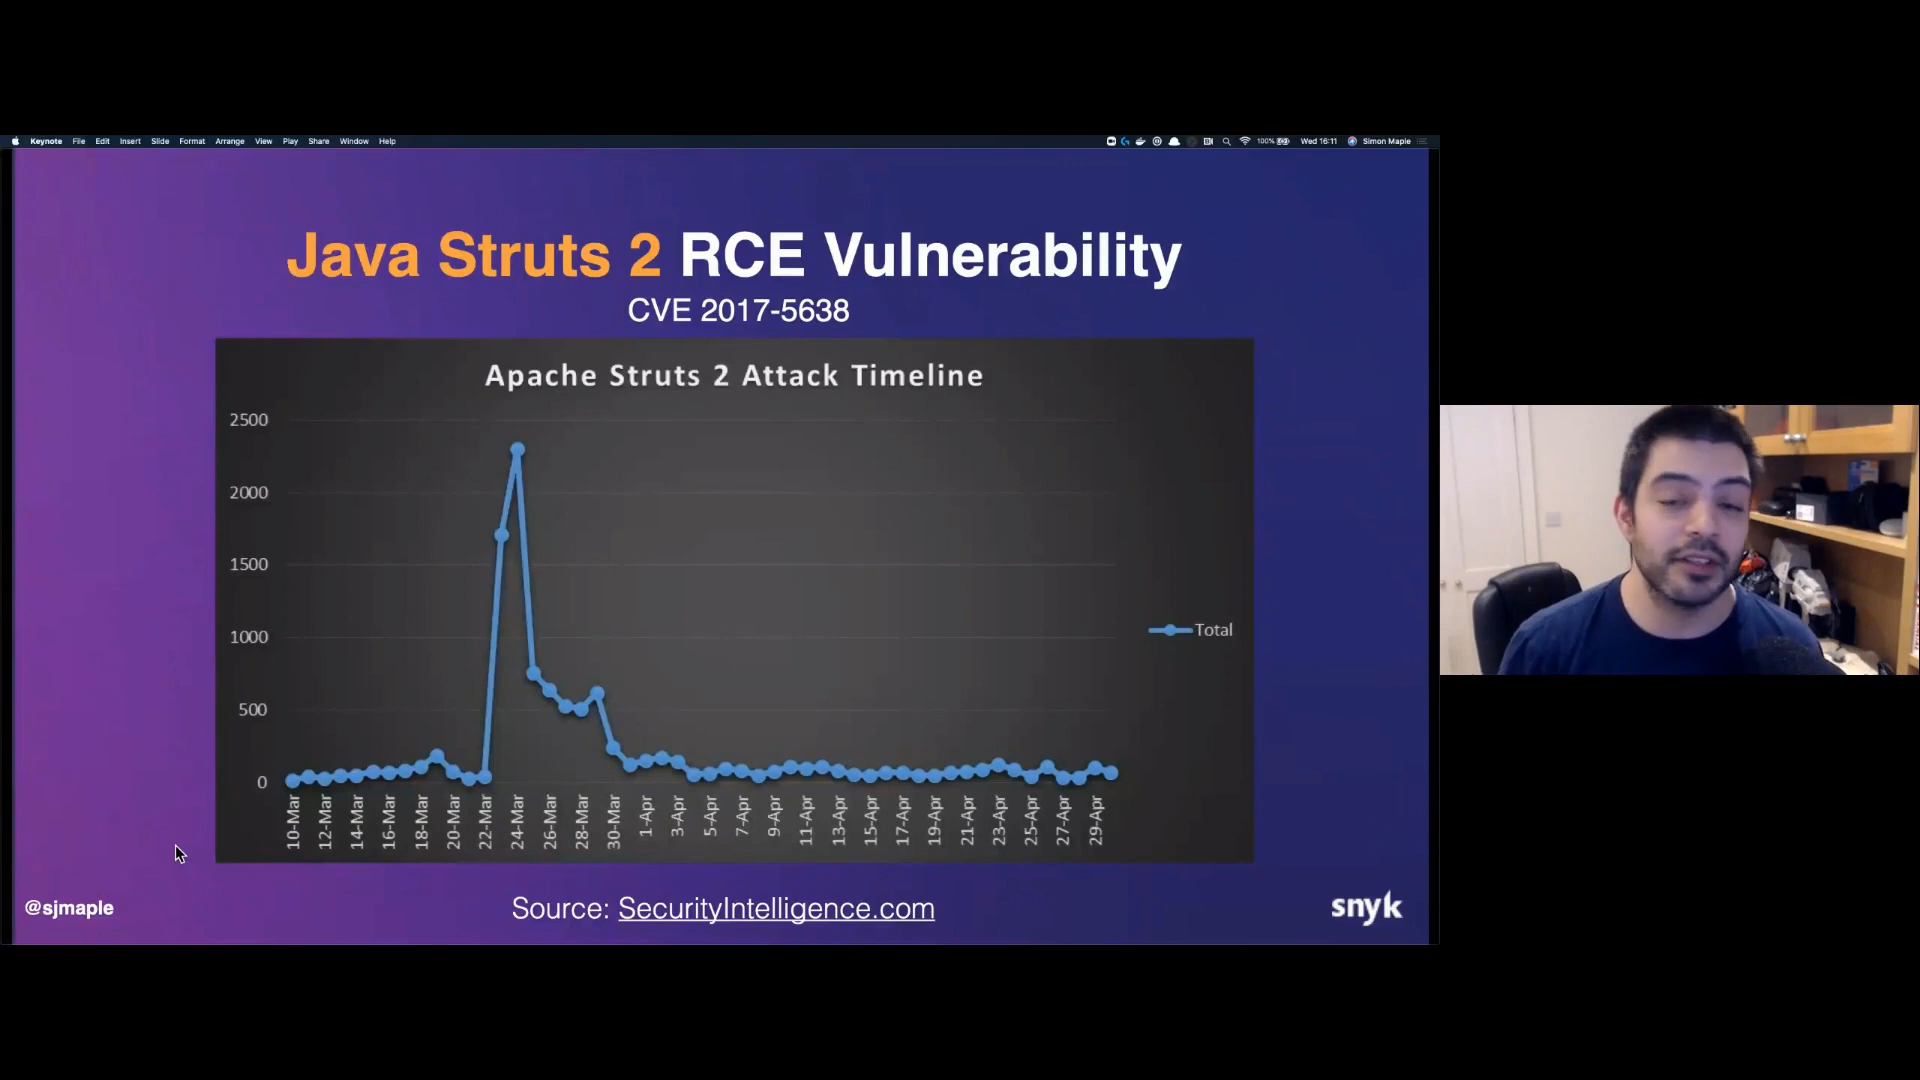 Keynote File Edit Insert Slide Format Arrange View Play Share Window Help
100% Wed 16:11 Simon Maple
Java Struts 2 RCE Vulnerability
CVE 2017-5638
Apache Struts 2 Attack Timeline
2500
2000
1500
1000
500
0
Total
10-Mar 12-Mar 14-Mar 16-Mar 18-Mar 20-Mar 22-Mar 24-Mar 26-Mar 28-Mar 30-Mar 1-Apr 3-Apr 5-Apr 7-Apr 9-Apr 11-Apr 13-Apr 15-Apr 17-Apr 19-Apr 21-Apr 23-Apr 25-Apr 27-Apr 29-Apr
@sjmaple
Source: SecurityIntelligence.com
snyk